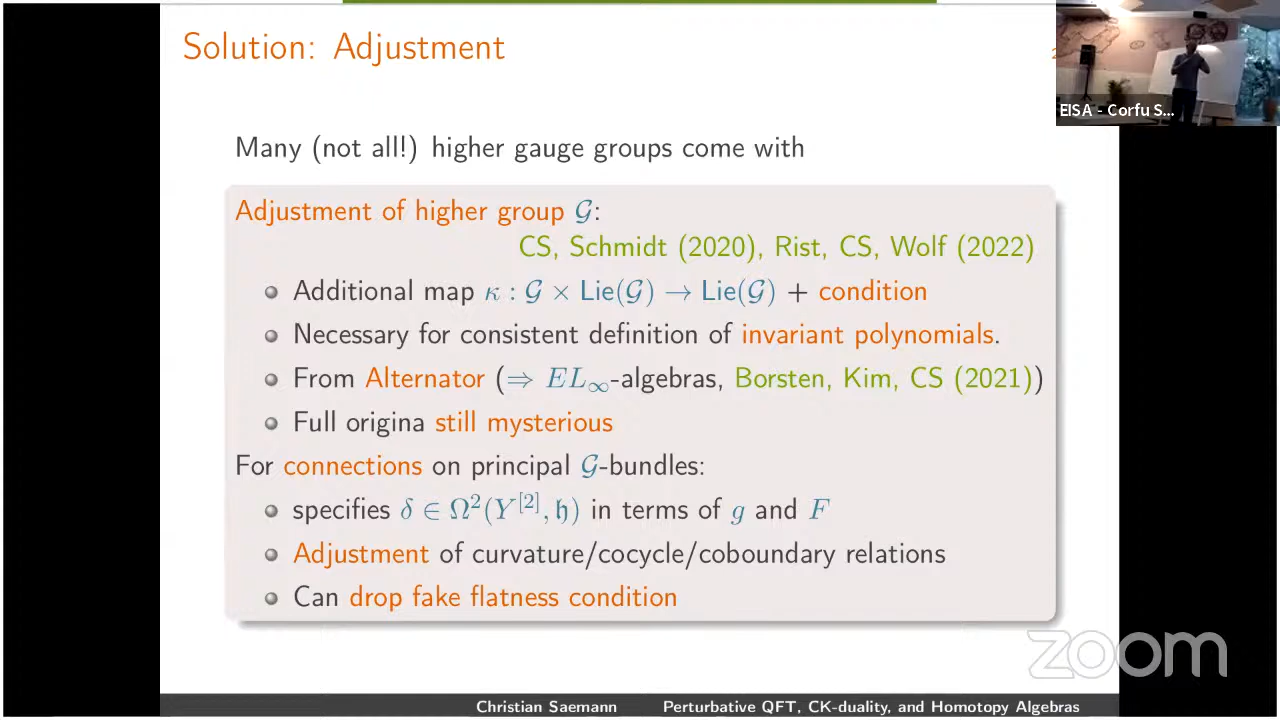 Solution: Adjustment
EISA - Corfu S...
Many (not all!) higher gauge groups come with
Adjustment of higher group 𝒢:
CS, Schmidt (2020), Rist, CS, Wolf (2022)
Additional map κ : 𝒢 × Lie(𝒢) → Lie(𝒢) + condition
Necessary for consistent definition of invariant polynomials.
From Alternator (⇒ EL∞-algebras, Borsten, Kim, CS (2021))
Full origina still mysterious
For connections on principal 𝒢-bundles:
specifies δ ∈ Ω²(Y^[2], 𝔥) in terms of g and F
Adjustment of curvature/cocycle/coboundary relations
Can drop fake flatness condition
zoom
Christian Saemann Perturbative QFT, CK-duality, and Homotopy Algebras